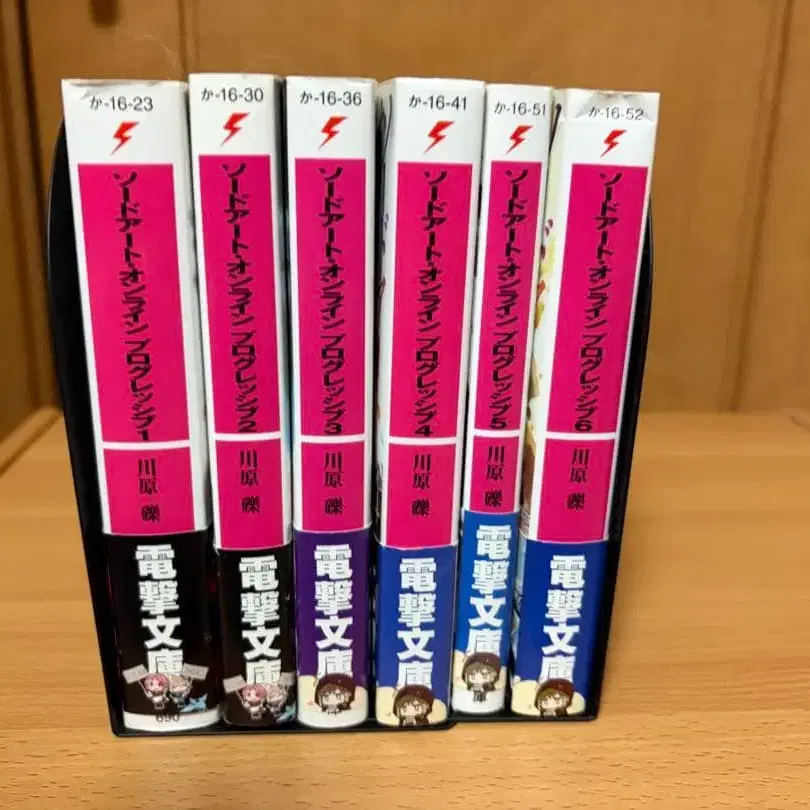 か-16-23
ソードアート・オンライン プログレッシブ1
川原 礫
電撃文庫
690
か-16-30
ソードアート・オンライン プログレッシブ2
川原 礫
電撃文庫
か-16-36
ソードアート・オンライン プログレッシブ3
川原 礫
電撃文庫
か-16-41
ソードアート・オンライン プログレッシブ4
川原 礫
電撃文庫
か-16-51
ソードアート・オンライン プログレッシブ5
川原 礫
電撃文庫
か-16-52
ソードアート・オンライン プログレッシブ6
川原 礫
電撃文庫